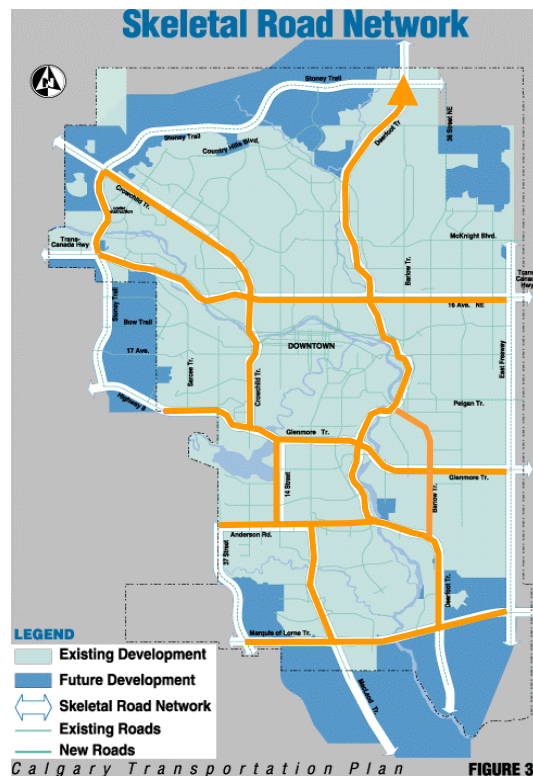 Skeletal Road Network
Stoney Trail
Deerfoot Tr.
36 Street NE
Stoney Trail
Country Hills Blvd.
Crowchild Tr.
under
construction
Trans-
Canada Hwy
McKnight Blvd.
Barlow Tr.
Trans-
Canada
Hwy.
16 Ave. NE
Stoney Trail
Bow Trail
DOWNTOWN
17 Ave.
Sarcee Tr.
Crowchild Tr.
East Freeway
Highway 8
Peigan Tr.
Glenmore Tr.
Glenmore Tr.
14 Street
Barlow Tr.
Anderson Rd.
37 Street
Deerfoot Tr.
Marquis of Lorne Tr.
MacLeod Tr.
LEGEND
Existing Development
Future Development
Skeletal Road Network
Existing Roads
New Roads
Calgary Transportation Plan FIGURE 3